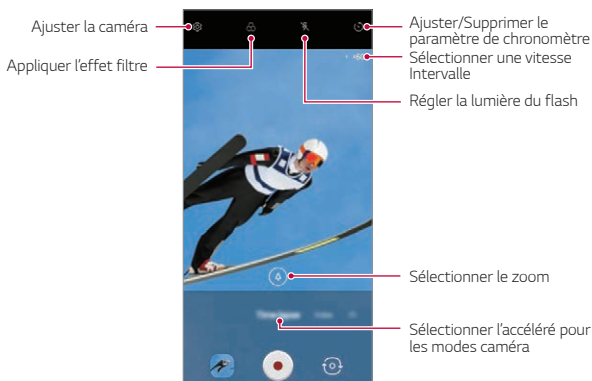 Ajuster la caméra
Appliquer l'effet filtre
Ajuster/Supprimer le
paramètre de chronomètre
Sélectionner une vitesse
Intervalle
Régler la lumière du flash
Sélectionner le zoom
Sélectionner l'accéléré pour
les modes caméra